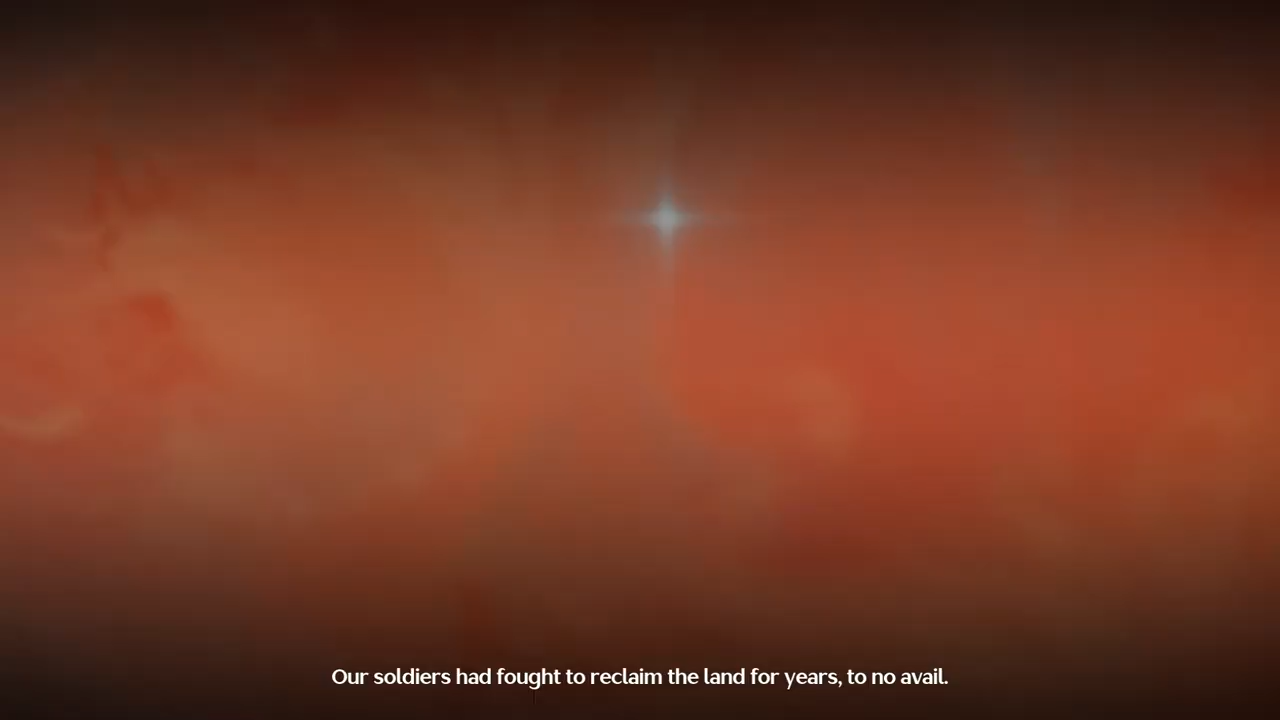 Our soldiers had fought to reclaim the land for years, to no avail.